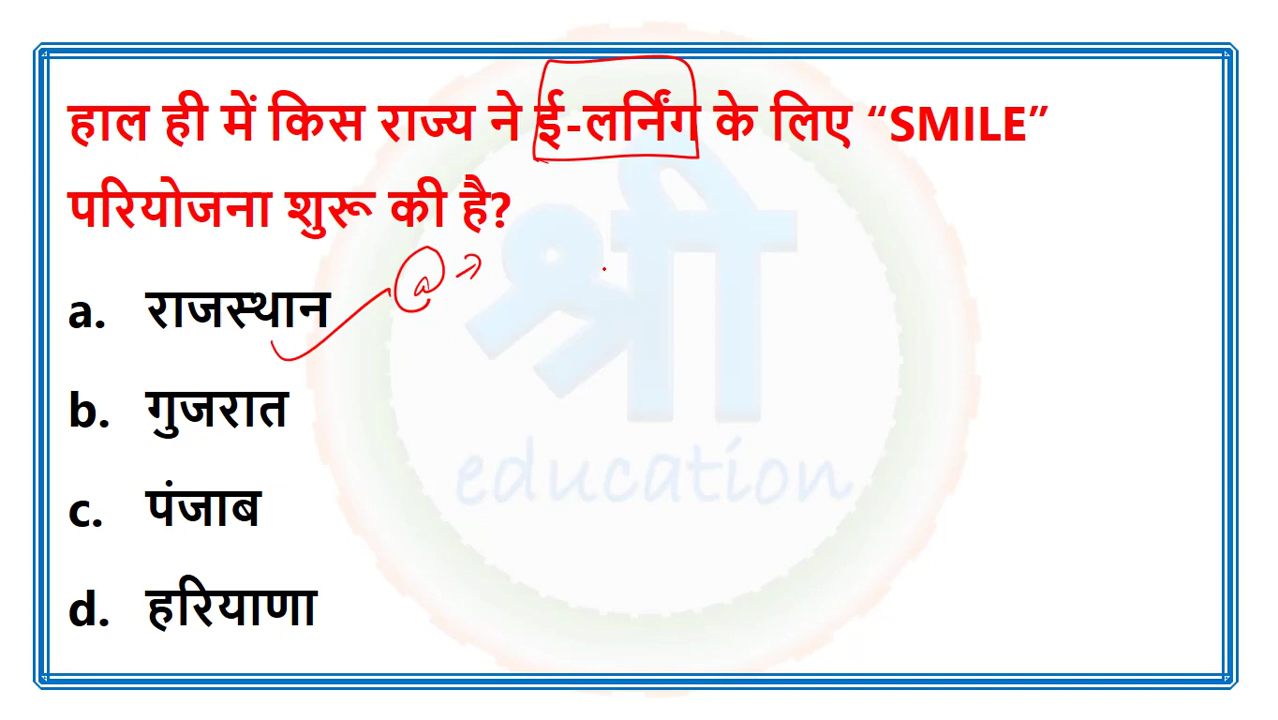 हाल ही में किस राज्य ने ई-लर्निंग के लिए “SMILE”
परियोजना शुरू की है?
a. राजस्थान
a
b. गुजरात
c. पंजाब
d. हरियाणा
श्री
education